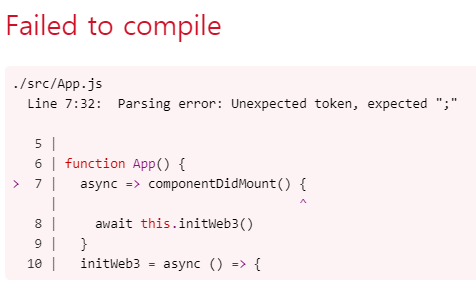 Failed to compile
./src/App.js
  Line 7:32:  Parsing error: Unexpected token, expected ";"
   5 |
   6 | function App() {
>  7 |   async => componentDidMount() {
     |                                ^
   8 |     await this.initWeb3()
   9 |   }
  10 |   initWeb3 = async () => {